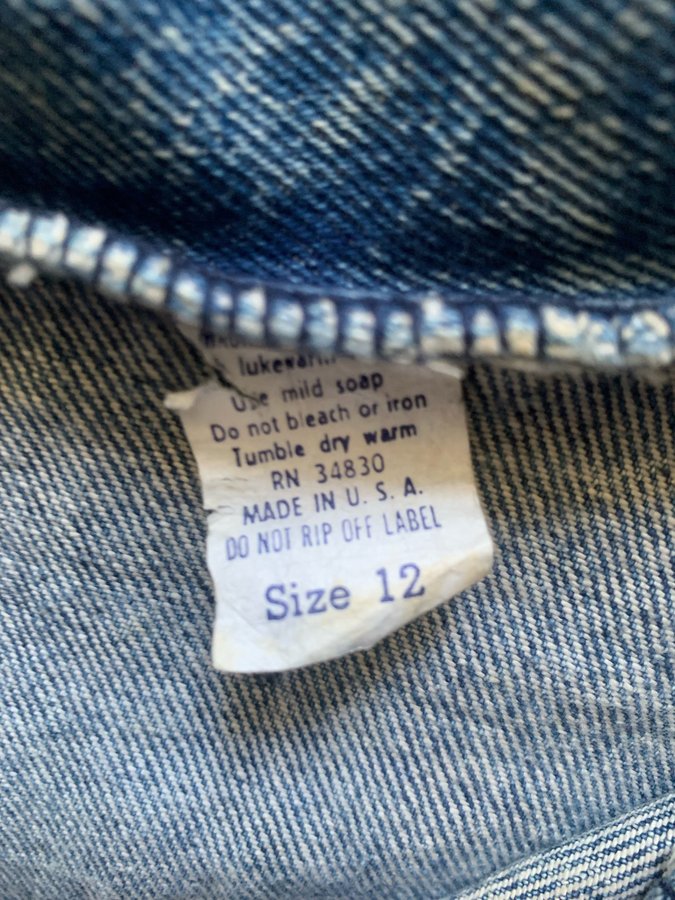 lukewarm
Use mild soap
Do not bleach or iron
Tumble dry warm
RN 34830
MADE IN U. S. A.
DO NOT RIP OFF LABEL
Size 12